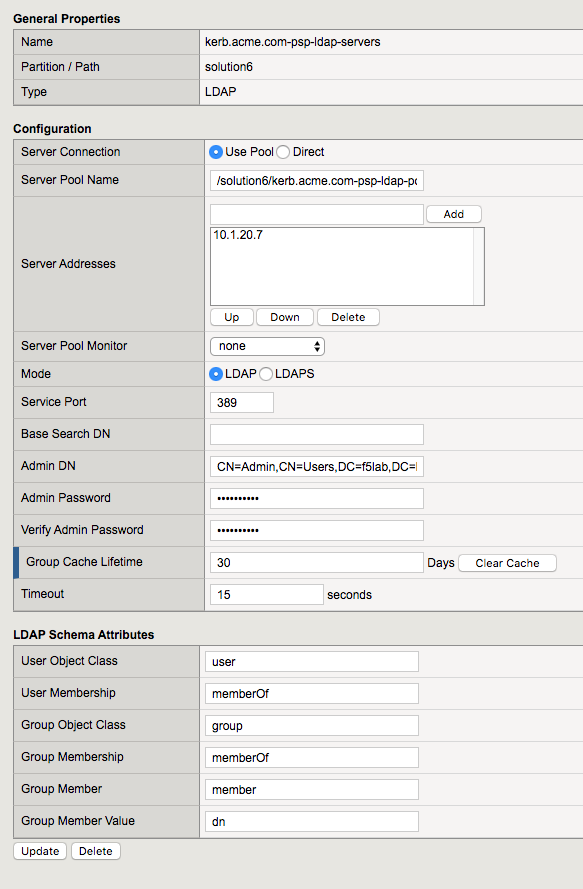 General Properties
Name kerb.acme.com-psp-ldap-servers
Partition / Path solution6
Type LDAP
Configuration
Server Connection Use Pool Direct
Server Pool Name /solution6/kerb.acme.com-psp-ldap-po
Add
10.1.20.7
Server Addresses
Up Down Delete
Server Pool Monitor none
Mode LDAP LDAPS
Service Port 389
Base Search DN
Admin DN CN=Admin,CN=Users,DC=f5lab,DC=
Admin Password ••••••••••
Verify Admin Password ••••••••••
Group Cache Lifetime 30 Days Clear Cache
Timeout 15 seconds
LDAP Schema Attributes
User Object Class user
User Membership memberOf
Group Object Class group
Group Membership memberOf
Group Member member
Group Member Value dn
Update Delete